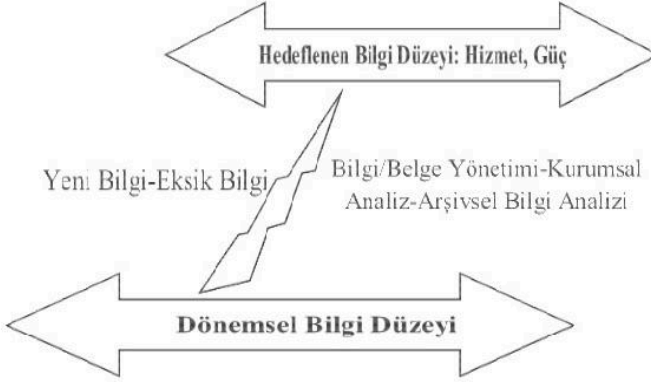 Hedeflenen Bilgi Düzeyi: Hizmet, Güç
Yeni Bilgi-Eksik Bilgi
Bilgi/Belge Yönetimi-Kurumsal
Analiz-Arşivsel Bilgi Analizi
Dönemsel Bilgi Düzeyi